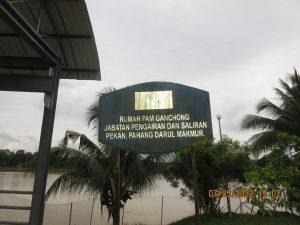 RUMAH PAM GANCHONG
JABATAN PENGAIRAN DAN SALIRAN
PEKAN, PAHANG DARUL MAKMUR.